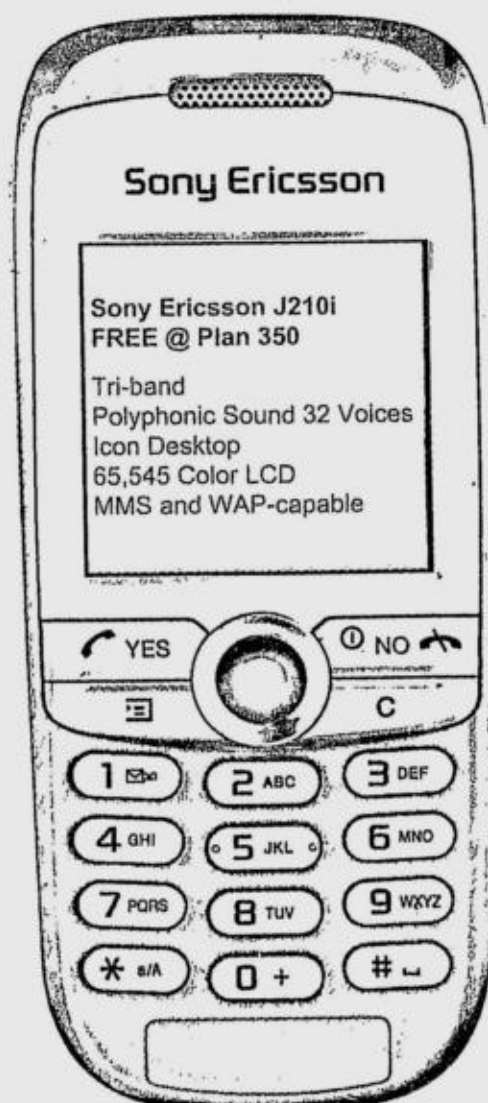 Sony Ericsson
Sony Ericsson J210i
FREE @ Plan 350
Tri-band
Polyphonic Sound 32 Voices
Icon Desktop
65,545 Color LCD
MMS and WAP-capable
YES NO
C
1 2 ABC 3 DEF
4 GHI 5 JKL 6 MNO
7 PQRS 8 TUV 9 WXYZ
* a/A 0 + #